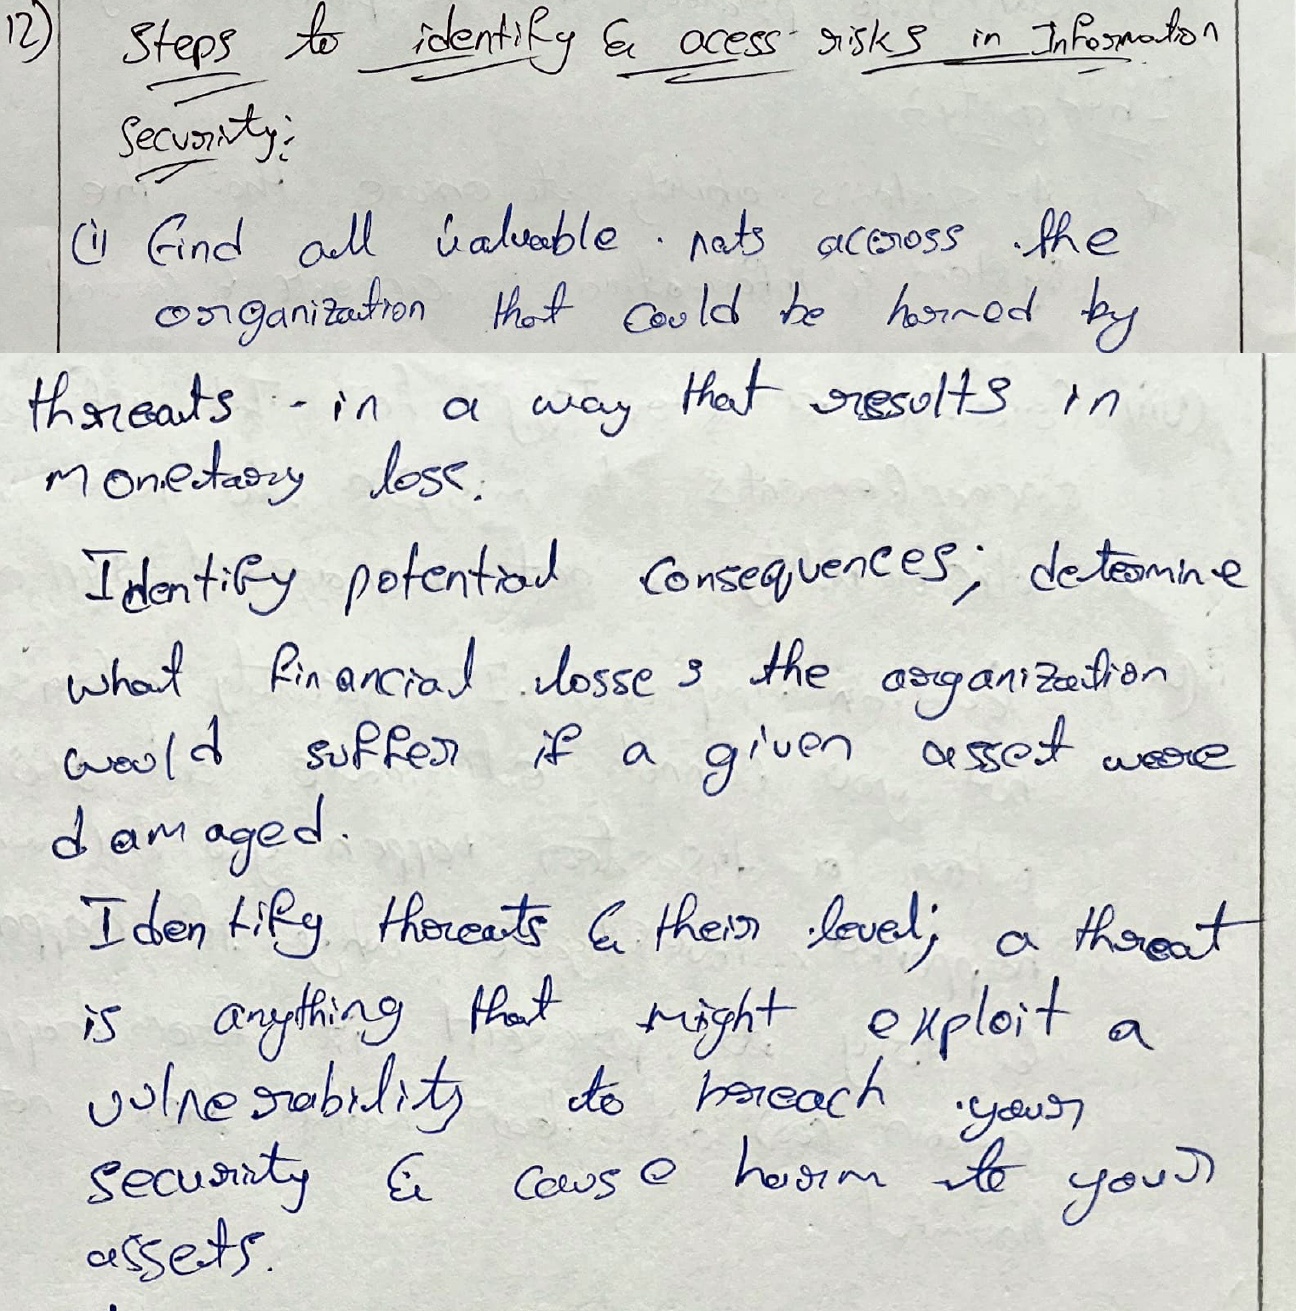 12) Steps to identify & acess risks in Information
Security:
(i) Find all valuable nats accross the
organization that could be harmed by
threats - in a way that results in
monetary loss.
Identify potential consequences; determine
what financial losses the organization
would suffer if a given asset were
damaged.
Identify threats & their level; a threat
is anything that might exploit a
vulnerability to breach your
security & cause harm to your
assets.